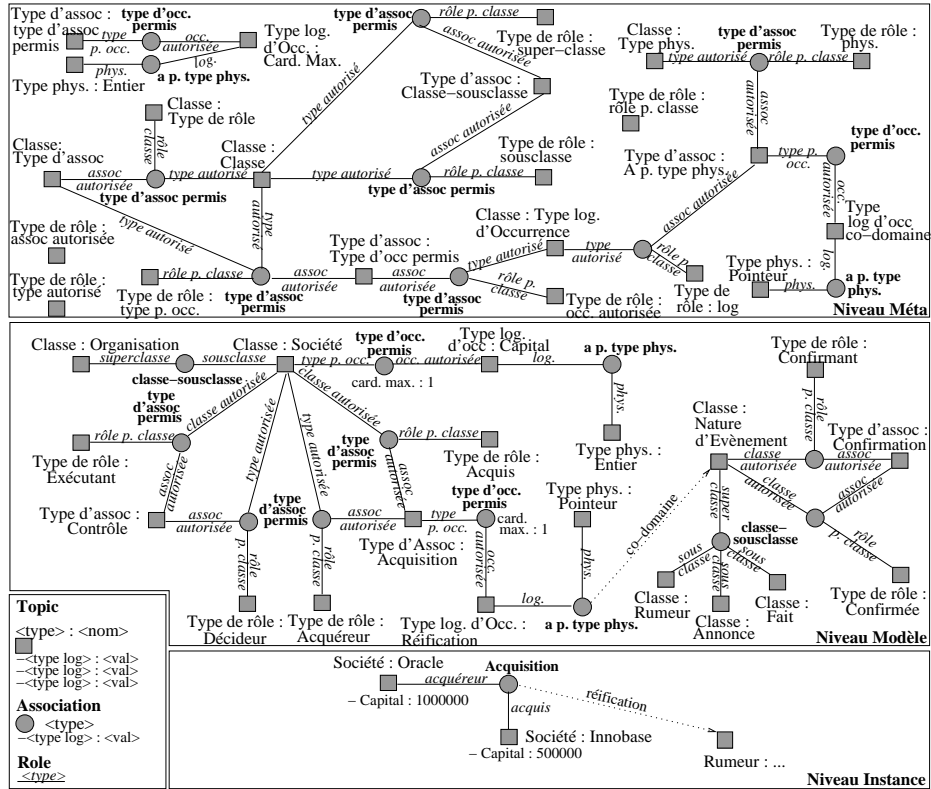 Type d'assoc :
type d'assoc
permis
type
p. occ.
type d'occ.
permis
occ.
autorisée
Type log.
d'Occ. :
Card. Max.
phys.
log.
a p. type phys.
Type phys. : Entier
type d'assoc
permis
rôle p. classe
Type de rôle :
super-classe
assoc autorisée
type autorisé
Type d'assoc :
Classe-sousclasse
assoc autorisée
Classe :
Type phys.
type d'assoc
permis
Type de rôle :
phys.
type autorisé
rôle p. classe
Type de rôle :
rôle p. classe
assoc
autorisée
Classe :
Type de rôle
rôle
classe
Classe:
Type d'assoc
assoc
autorisée
type autorisé
type d'assoc permis
Classe :
Classe
type autorisé
type d'assoc permis
rôle p. classe
Type de rôle :
sousclasse
Type d'assoc :
A p. type phys.
type p.
occ.
type d'occ.
permis
occ.
autorisée
Type
log d'occ
co-domaine
log.
a p. type
phys.
phys.
Type phys. :
Pointeur
assoc autorisée
type autorisé
type
autorisé
Type de rôle :
assoc autorisée
Type de rôle :
type autorisé
rôle p. classe
Type de rôle :
type p. occ.
type d'assoc
permis
assoc
autorisée
Type d'assoc :
Type d'occ permis
assoc
autorisée
type d'assoc
permis
type autorisé
Classe : Type log.
d'Occurrence
type
autorisé
rôle p.
classe
Type de rôle :
occ. autorisée
rôle p.
classe
Type de
rôle : log
Niveau Méta
Classe : Organisation
superclasse
sousclasse
classe-sousclasse
Classe : Société
type p. occ.
type d'occ.
permis
card. max. : 1
occ. autorisée
Type log.
d'occ : Capital
log.
a p. type phys.
phys.
Type phys. :
Entier
type
d'assoc
permis
classe autorisée
rôle p. classe
Type de rôle :
Exécutant
assoc
autorisée
Type d'assoc :
Contrôle
assoc
autorisée
type autorisée
type
d'assoc
permis
type autorisée
classe autorisée
type
d'assoc
permis
rôle p. classe
Type de rôle :
Acquis
assoc
autorisée
assoc
autorisée
Type d'Assoc :
Acquisition
type
p. occ.
type d'occ.
permis
card.
max. : 1
occ.
autorisée
Type log. d'Occ. :
Réification
log.
a p. type phys.
phys.
Type phys. :
Pointeur
co-domaine
rôle
p. classe
Type de rôle :
Décideur
rôle
p. classe
Type de rôle :
Acquéreur
Type de rôle :
Confirmant
rôle
p. classe
Classe :
Nature
d'Evènement
classe
autorisée
assoc
autorisée
Type d'assoc :
Confirmation
classe
autorisée
assoc
autorisée
rôle
p. classe
Type de rôle :
Confirmée
super
classe
classe-
sousclasse
sous
classe
sous
classe
sous
classe
Classe :
Rumeur
Classe :
Annonce
Classe :
Fait
Niveau Modèle
Topic
<type> : <nom>
-<type log> : <val>
-<type log> : <val>
-<type log> : <val>
Association
<type>
-<type log> : <val>
Role
<type>
Société : Oracle
acquéreur
- Capital : 1000000
Acquisition
acquis
Société : Innobase
- Capital : 500000
réification
Rumeur : ...
Niveau Instance